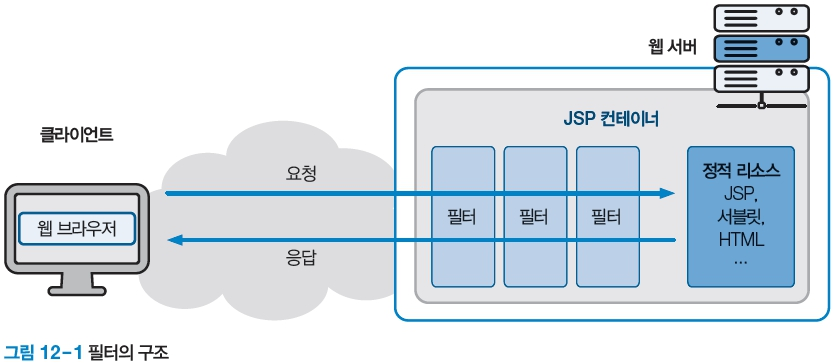 웹 서버
클라이언트
JSP 컨테이너
요청
정적 리소스
JSP,
서블릿,
HTML
...
필터
필터
필터
웹 브라우저
응답
그림 12-1 필터의 구조